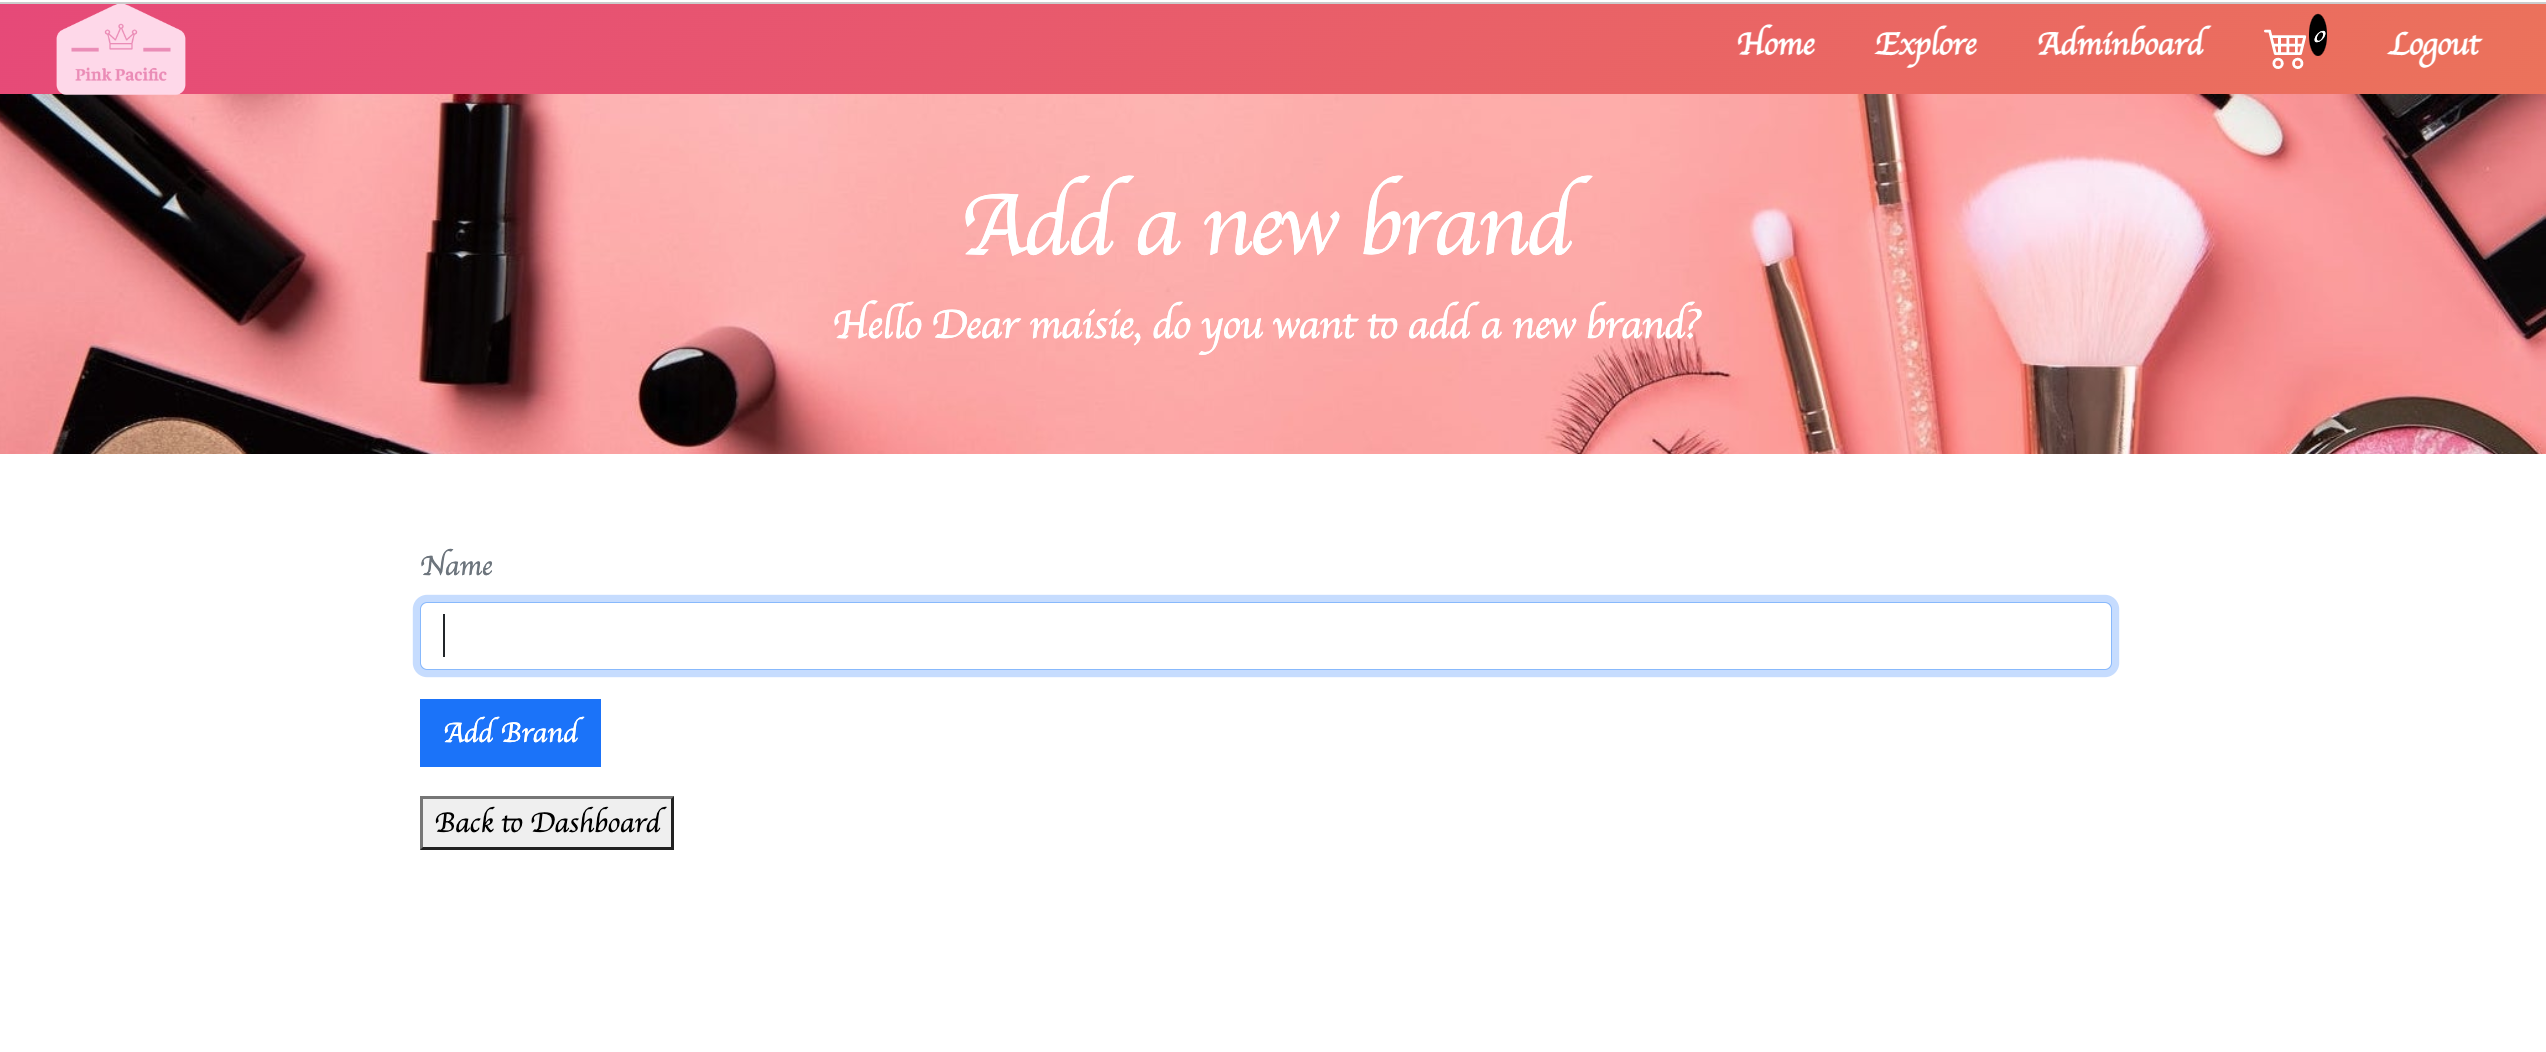 Pink Pacific
Home Explore Adminboard 0 Logout
Add a new brand
Hello Dear maisie, do you want to add a new brand?
Name
Add Brand
Back to Dashboard